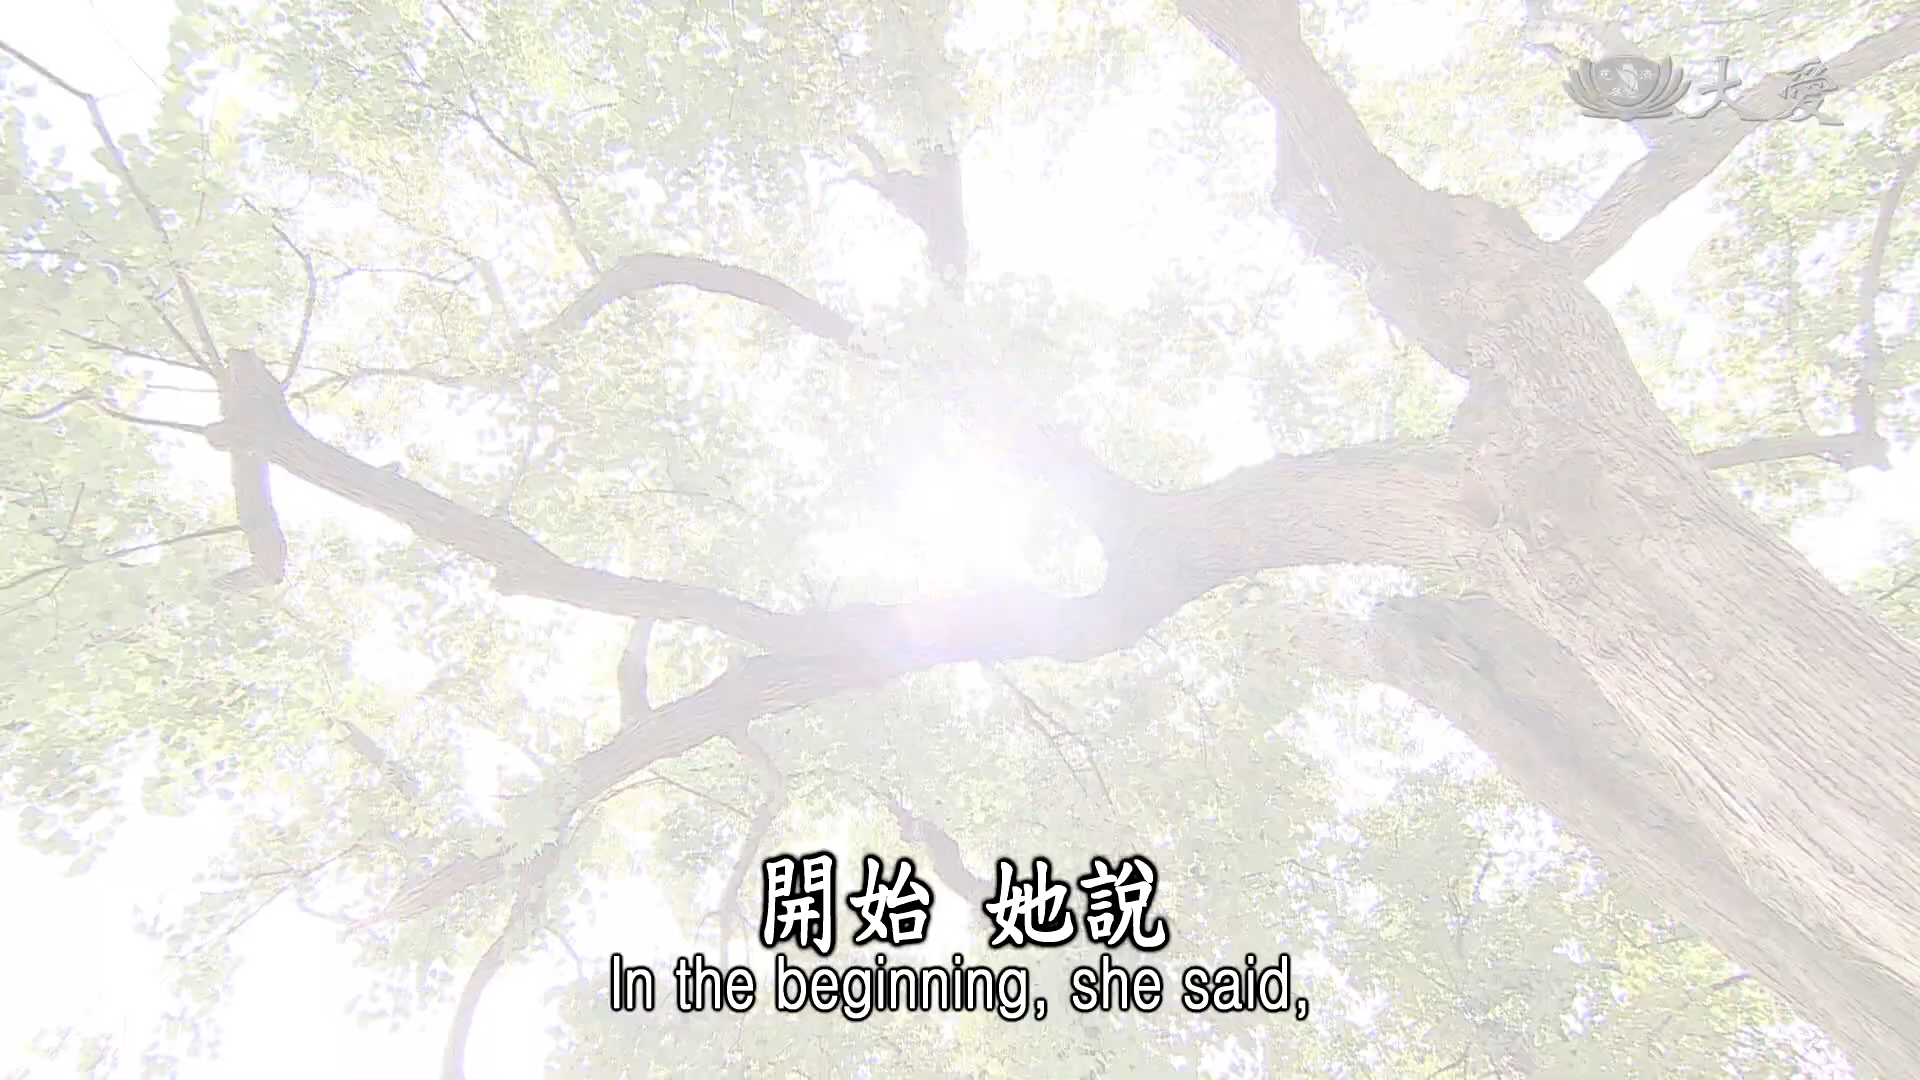 大愛
開始 她說
In the beginning, she said,